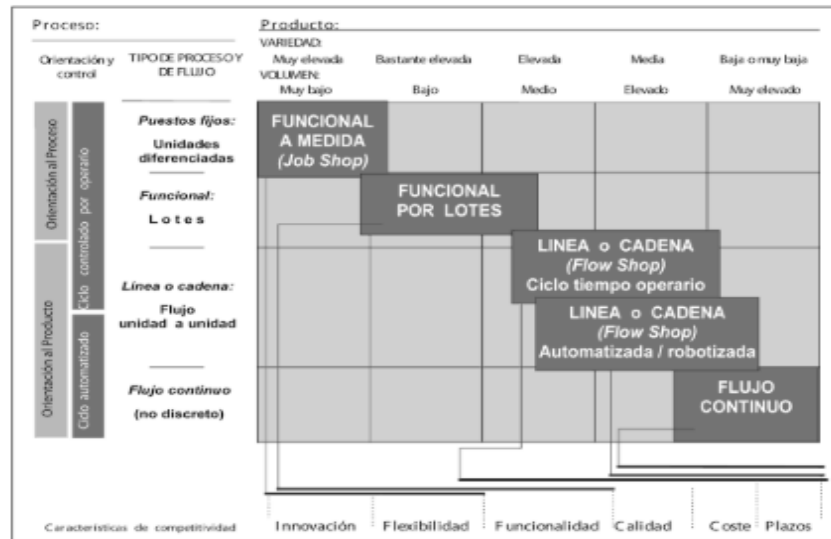 Proceso:
Producto:
Orientación y control
TIPO DE PROCESO Y DE FLUJO
VARIEDAD:
Muy elevada
Bastante elevada
Elevada
Media
Baja o muy baja
VOLUMEN:
Muy bajo
Bajo
Medio
Elevado
Muy elevado
Orientación al Proceso
Orientación al Producto
Ciclo controlado por operario
Ciclo automatizado
Puestos fijos:
Unidades
diferenciadas
Funcional:
Lotes
Línea o cadena:
Flujo
unidad a unidad
Flujo continuo
(no discreto)
FUNCIONAL
A MEDIDA
(Job Shop)
FUNCIONAL
POR LOTES
LINEA o CADENA
(Flow Shop)
Ciclo tiempo operario
LINEA o CADENA
(Flow Shop)
Automatizada / robotizada
FLUJO
CONTINUO
Características de competitividad
Innovación
Flexibilidad
Funcionalidad
Calidad
Coste
Plazos